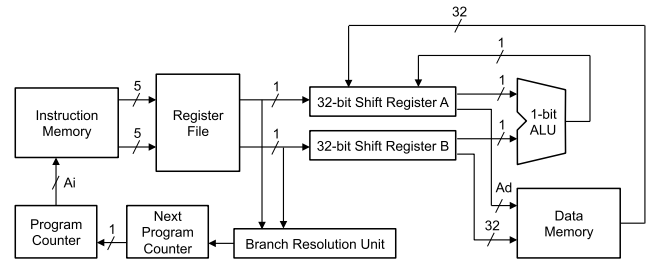 32
1
5
1
1
Instruction
Memory
Register
File
32-bit Shift Register A
1-bit
ALU
5
1
1
32-bit Shift Register B
Ai
Ad
Program
Counter
1
Next
Program
Counter
Branch Resolution Unit
32
Data
Memory